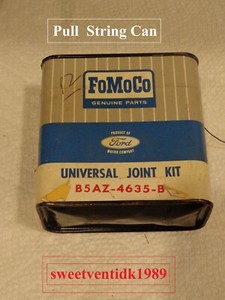 Pull String Can
FoMoCo
GENUINE PARTS
PRODUCT OF
Ford
MOTOR COMPANY
UNIVERSAL JOINT KIT
B5AZ-4635-B
sweetventidk1989